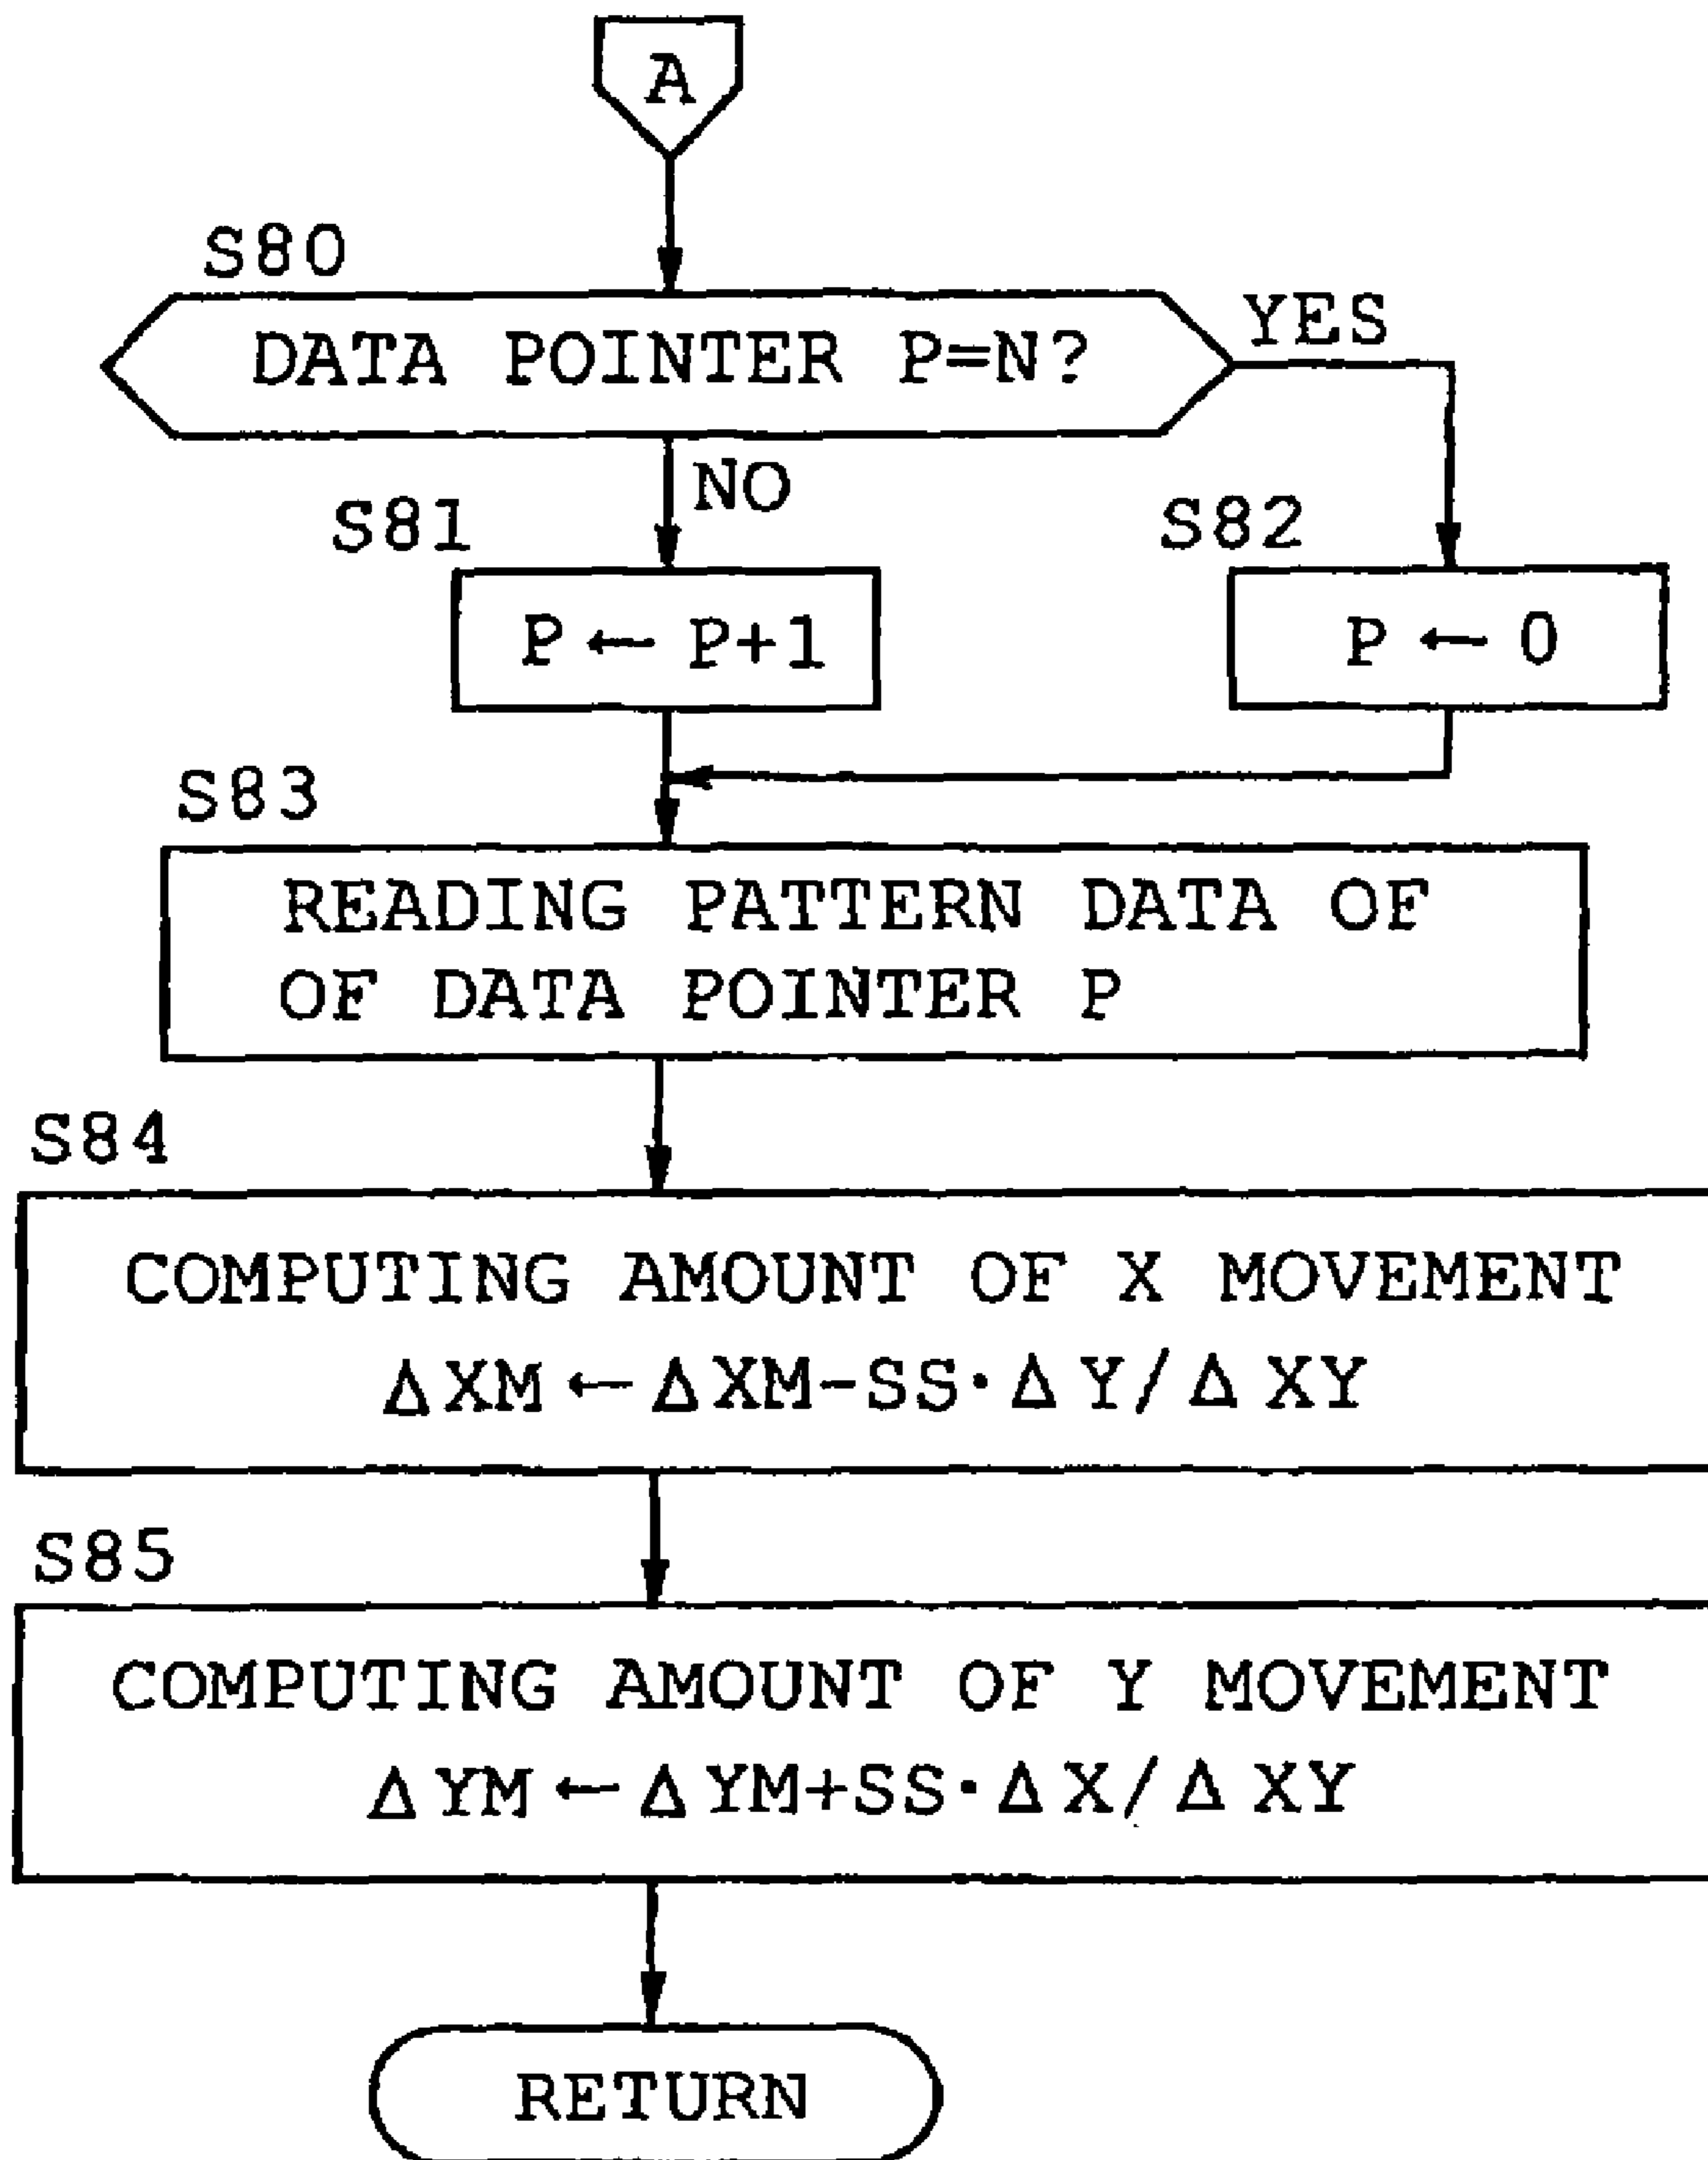 A
S80
DATA POINTER P=N?
YES
NO
S81
S82
P ← P+1
P ← 0
S83
READING PATTERN DATA OF
OF DATA POINTER P
S84
COMPUTING AMOUNT OF X MOVEMENT
ΔXM ← ΔXM-SS·ΔY/ΔXY
S85
COMPUTING AMOUNT OF Y MOVEMENT
ΔYM ← ΔYM+SS·ΔX/ΔXY
RETURN